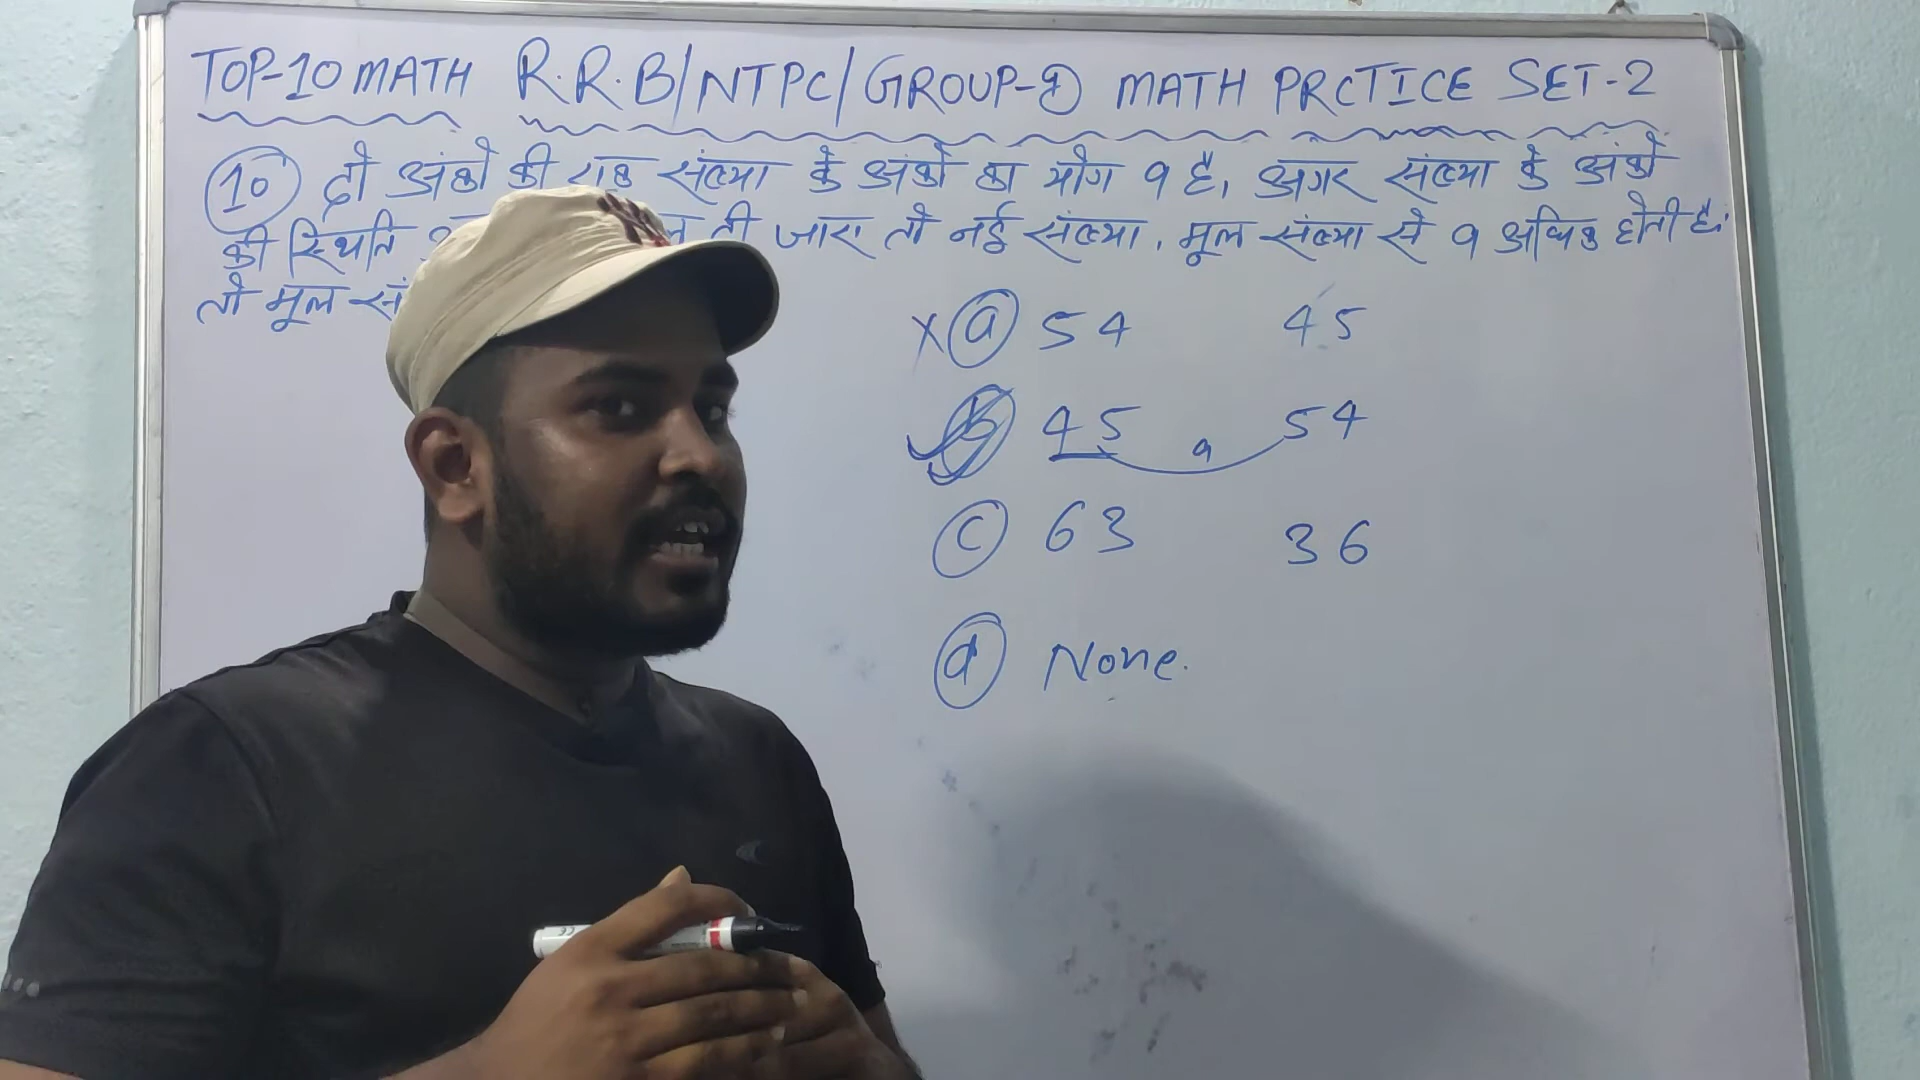 TOP-10 MATH R.R.B/NTPC/GROUP-D MATH PRCTICE SET-2
10 दो अंको की एक संख्या के अंको का योग 9 है, अगर संख्या के अंको
की स्थिति दी जाए तो नई संख्या, मूल संख्या से 9 अधिक होती है।
तो मूल
X a 54 45
b 45 9 54
c 63 36
d None.